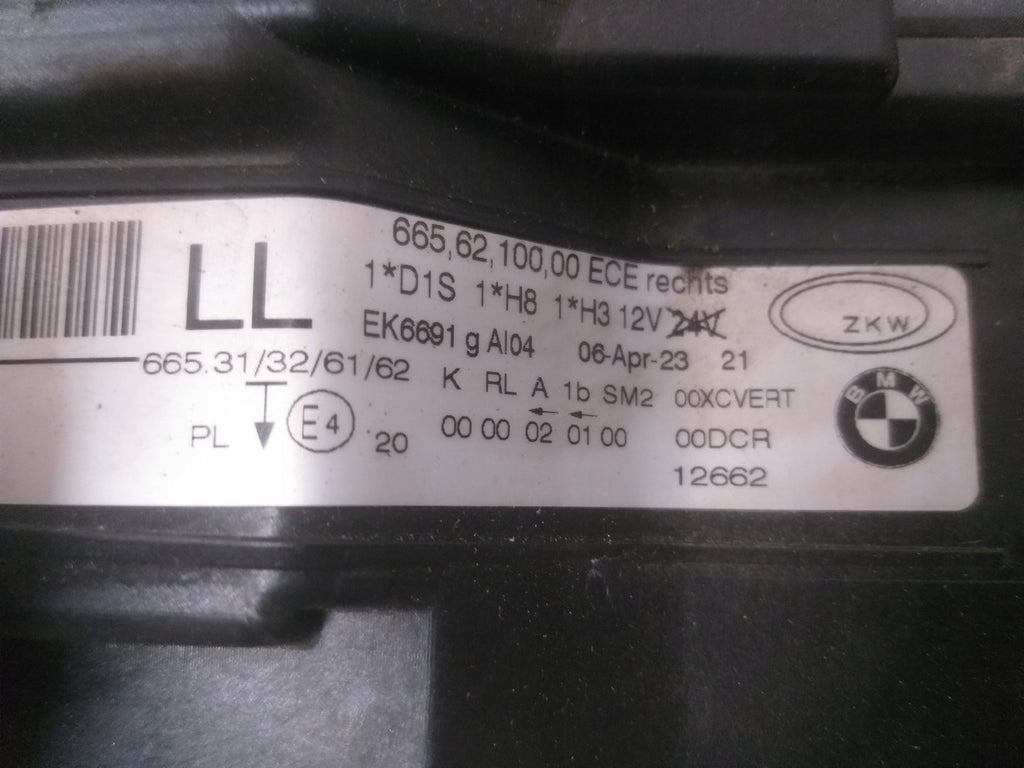 LL
665,62,100,00 ECE rechts
1*D1S 1*H8 1*H3 12V 24V
EK6691 g AI04 06-Apr-23 21
ZKW
665.31/32/61/62
K RL A 1b SM2 00XCVERT
PL E4 20
00 00 02 01 00 00DCR
12662
BMW